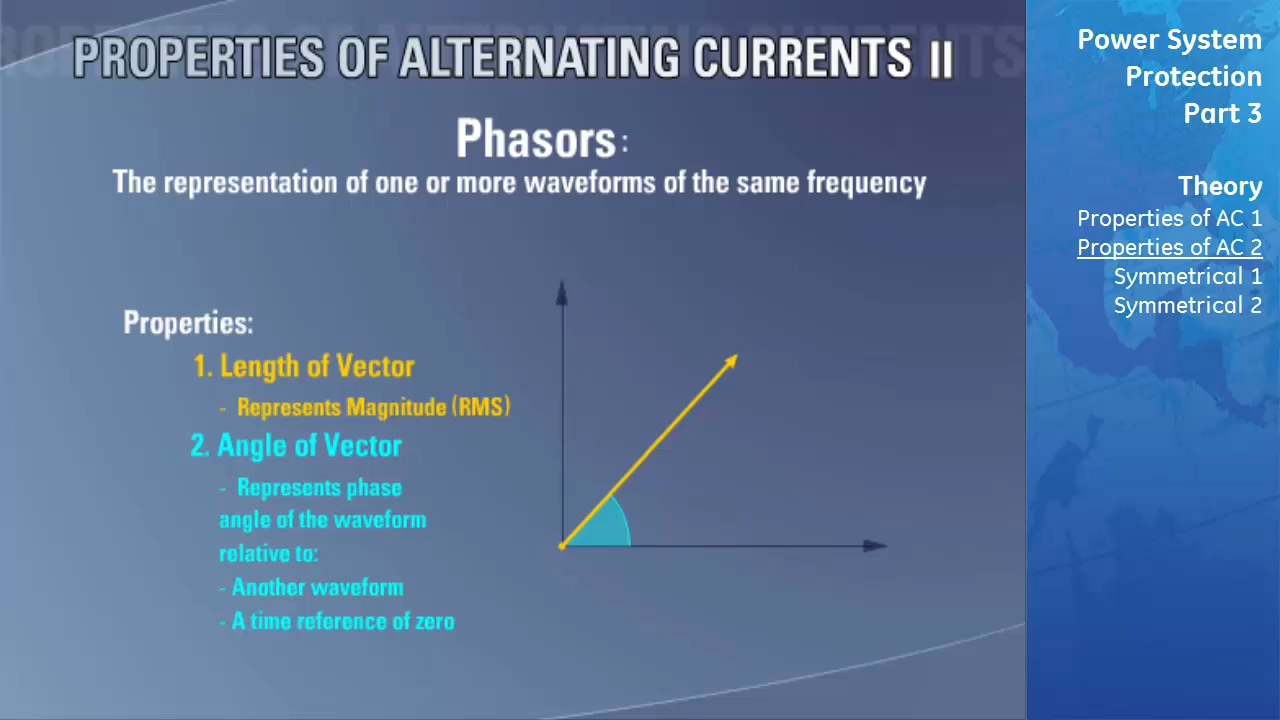 PROPERTIES OF ALTERNATING CURRENTS II
Phasors:
The representation of one or more waveforms of the same frequency
Properties:
1. Length of Vector
- Represents Magnitude (RMS)
2. Angle of Vector
- Represents phase
angle of the waveform
relative to:
- Another waveform
- A time reference of zero
Power System
Protection
Part 3
Theory
Properties of AC 1
Properties of AC 2
Symmetrical 1
Symmetrical 2